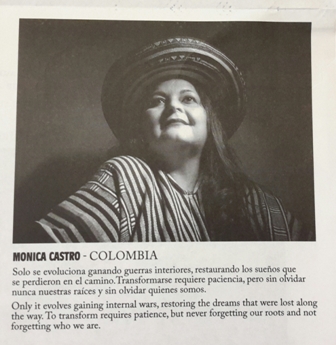 MONICA CASTRO - COLOMBIA
Solo se evoluciona ganando guerras interiores, restaurando los sueños que
se perdieron en el camino. Transformarse requiere paciencia, pero sin olvidar
nunca nuestras raíces y sin olvidar quienes somos.
Only it evolves gaining internal wars, restoring the dreams that were lost along
the way. To transform requires patience, but never forgetting our roots and not
forgetting who we are.